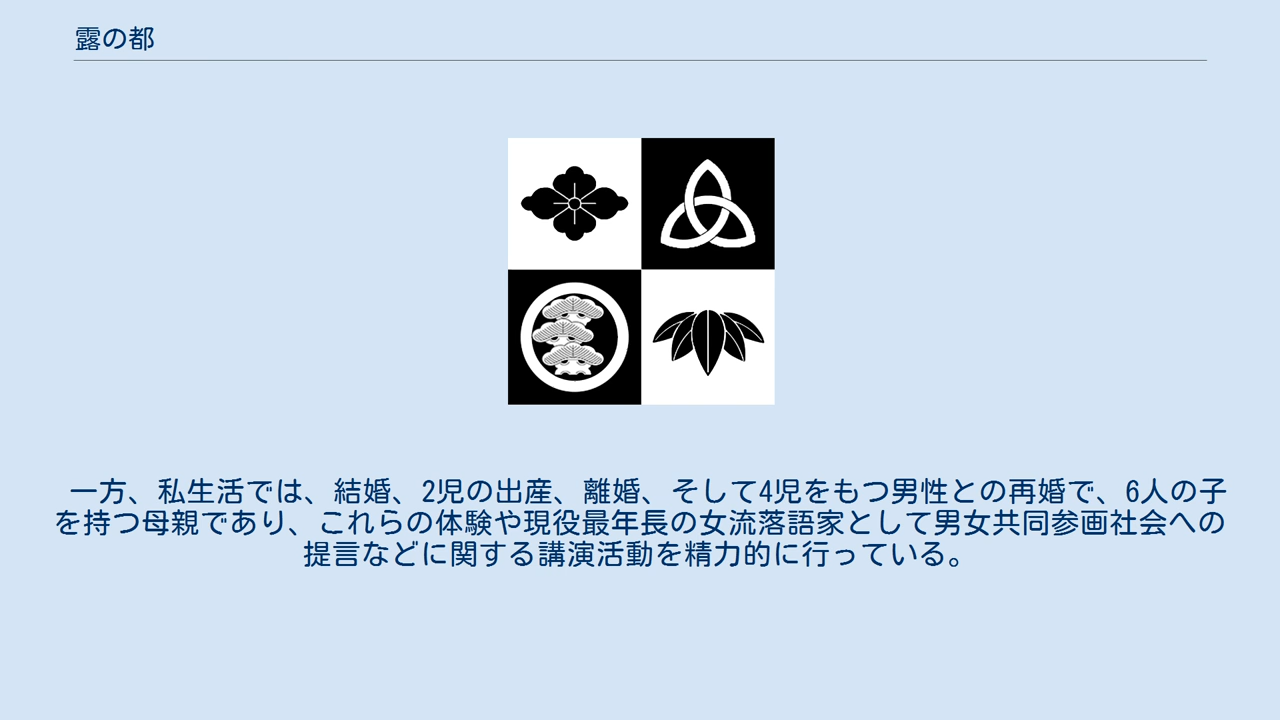 露の都
一方、私生活では、結婚、2児の出産、離婚、そして4児をもつ男性との再婚で、6人の子
を持つ母親であり、これらの体験や現役最年長の女流落語家として男女共同参画社会への
提言などに関する講演活動を精力的に行っている。